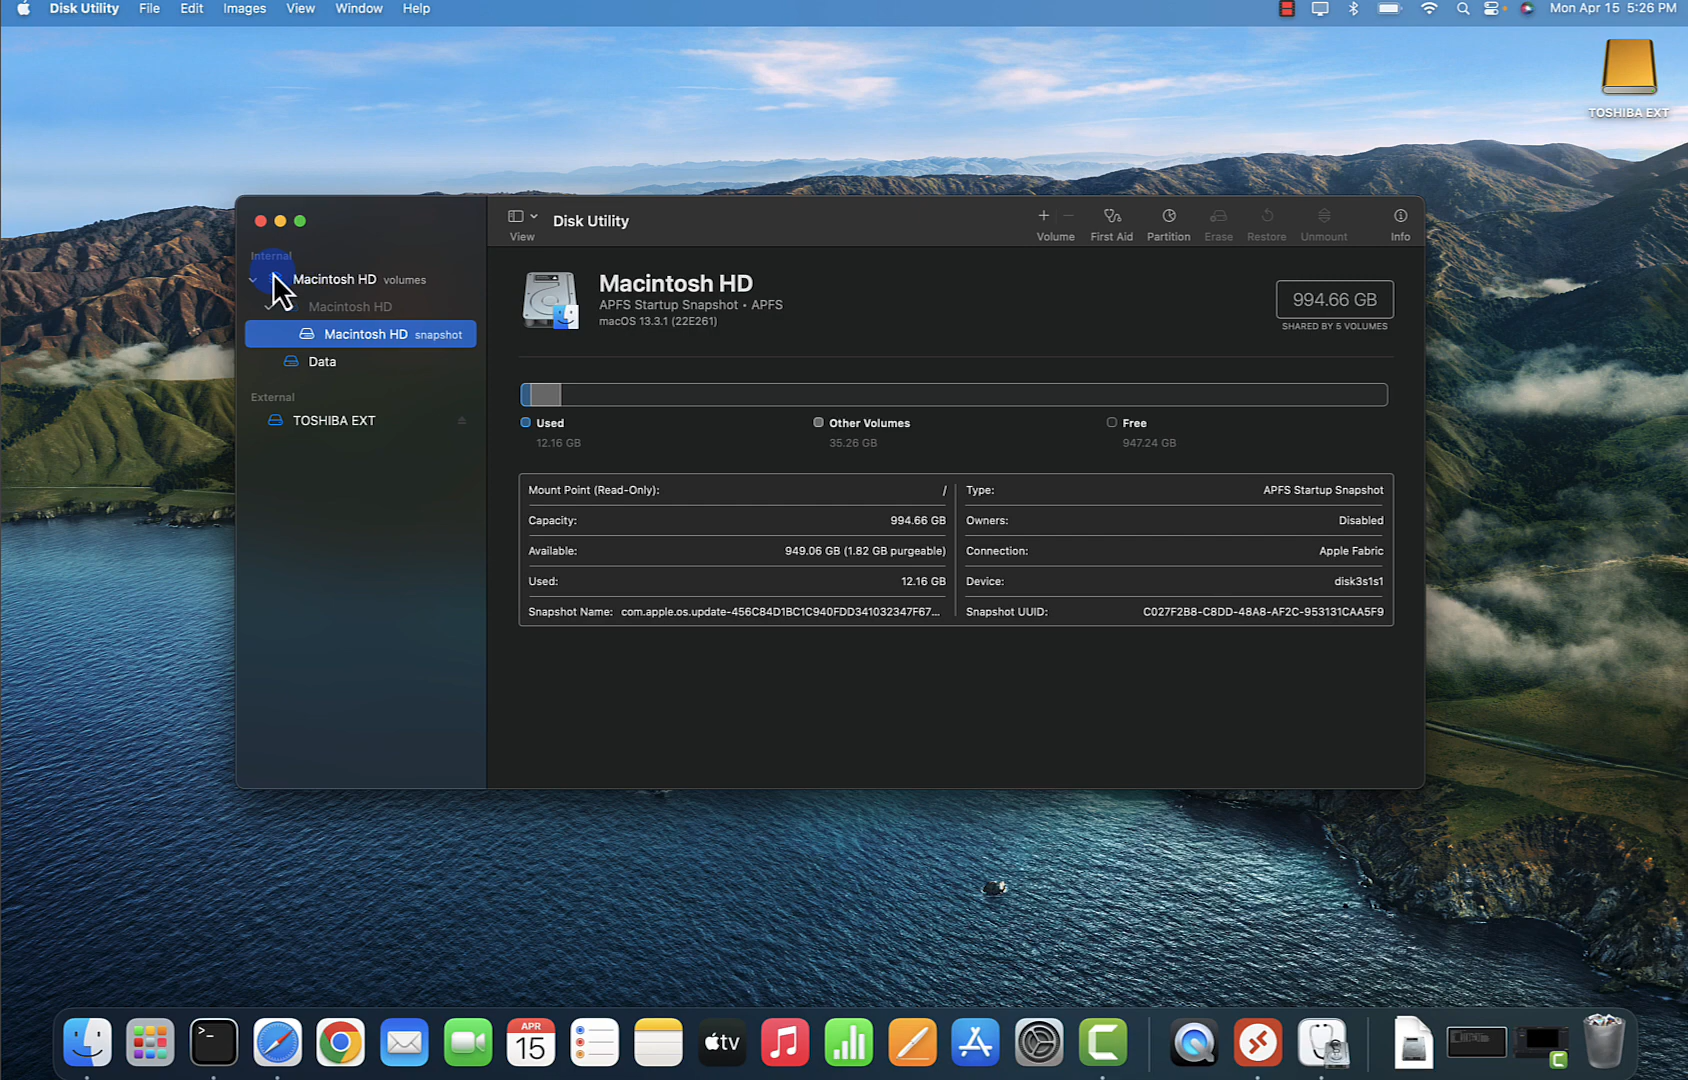 Disk Utility File Edit Images View Window Help Mon Apr 15 5:26 PM
TOSHIBA EXT
Disk Utility
View
Volume First Aid Partition Erase Restore Unmount Info
Internal
Macintosh HD volumes
Macintosh HD
Macintosh HD snapshot
Data
External
TOSHIBA EXT
Macintosh HD
APFS Startup Snapshot • APFS
macOS 13.3.1 (22E261)
994.66 GB
SHARED BY 5 VOLUMES
Used
12.16 GB
Other Volumes
35.26 GB
Free
947.24 GB
Mount Point (Read-Only): /
Capacity: 994.66 GB
Available: 949.06 GB (1.82 GB purgeable)
Used: 12.16 GB
Snapshot Name: com.apple.os.update-456C84D1BC1C940FDD341032347F67...
Type: APFS Startup Snapshot
Owners: Disabled
Connection: Apple Fabric
Device: disk3s1s1
Snapshot UUID: C027F2B8-C8DD-48A8-AF2C-953131CAA5F9
>_
APR
15
tv